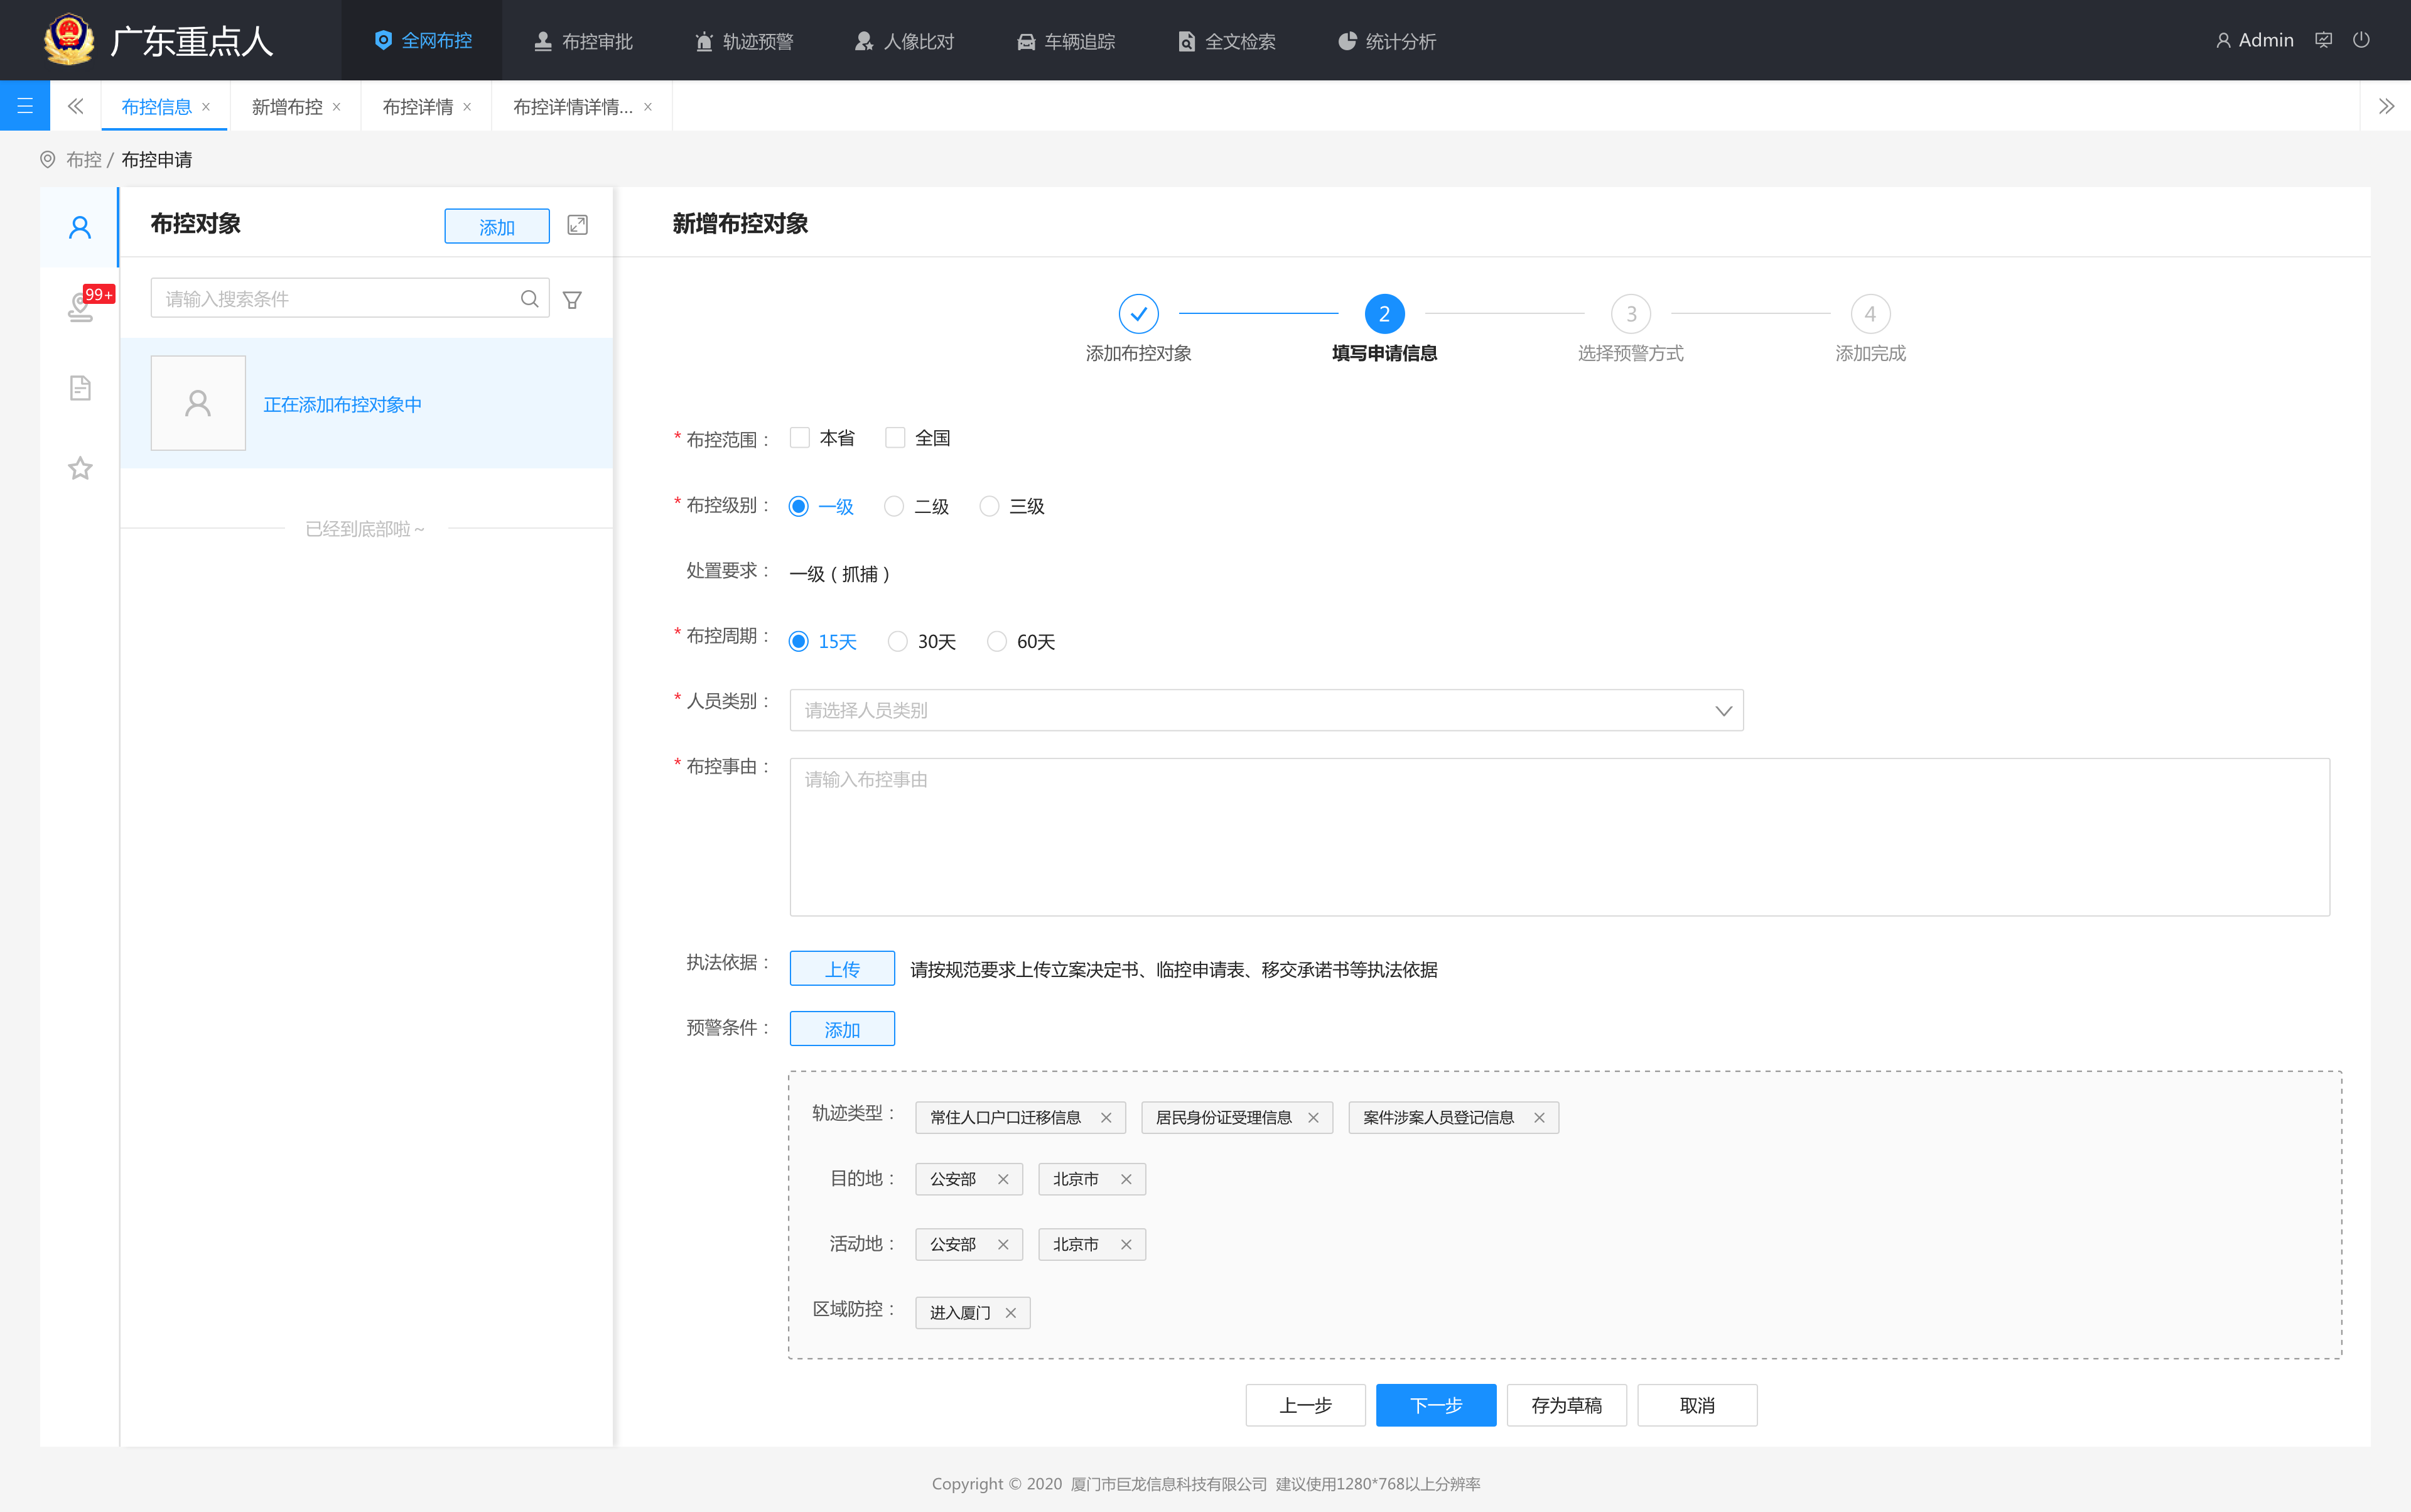 广东重点人
全网布控 布控审批 轨迹预警 人像比对 车辆追踪 全文检索 统计分析 Admin
布控信息 × 新增布控 × 布控详情 × 布控详情详情... ×
布控 / 布控申请
布控对象 添加
99+
请输入搜索条件
正在添加布控对象中
已经到底部啦～
新增布控对象
2 3 4
添加布控对象 填写申请信息 选择预警方式 添加完成
* 布控范围： 本省 全国
* 布控级别： 一级 二级 三级
处置要求： 一级（抓捕）
* 布控周期： 15天 30天 60天
* 人员类别： 请选择人员类别
* 布控事由： 请输入布控事由
执法依据： 上传 请按规范要求上传立案决定书、临控申请表、移交承诺书等执法依据
预警条件： 添加
轨迹类型： 常住人口户口迁移信息 × 居民身份证受理信息 × 案件涉案人员登记信息 ×
目的地： 公安部 × 北京市 ×
活动地： 公安部 × 北京市 ×
区域防控： 进入厦门 ×
上一步 下一步 存为草稿 取消
Copyright © 2020 厦门市巨龙信息科技有限公司 建议使用1280*768以上分辨率